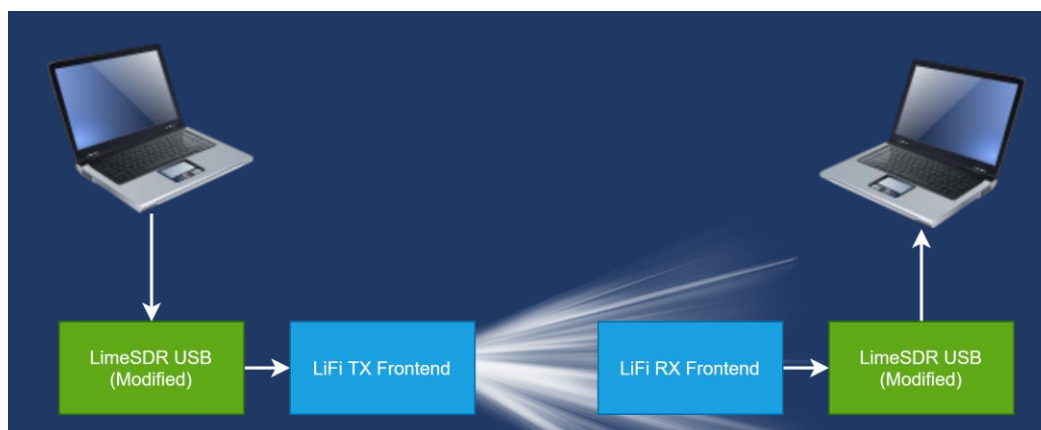 LimeSDR USB
(Modified)
LiFi TX Frontend
LiFi RX Frontend
LimeSDR USB
(Modified)